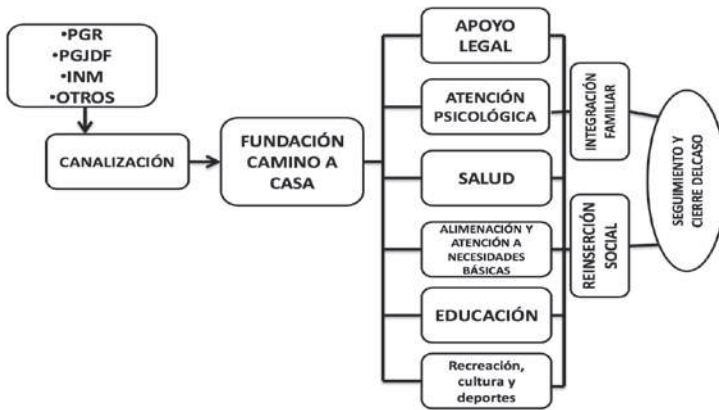 •PGR
•PGJDF
•INM
•OTROS
CANALIZACIÓN
FUNDACIÓN
CAMINO A
CASA
APOYO
LEGAL
ATENCIÓN
PSICOLÓGICA
SALUD
ALIMENACIÓN Y
ATENCIÓN A
NECESIDADES
BÁSICAS
EDUCACIÓN
Recreación,
cultura y
deportes
INTEGRACIÓN
FAMILIAR
REINSERCIÓN
SOCIAL
SEGUIMIENTO Y
CIERRE DELCASO